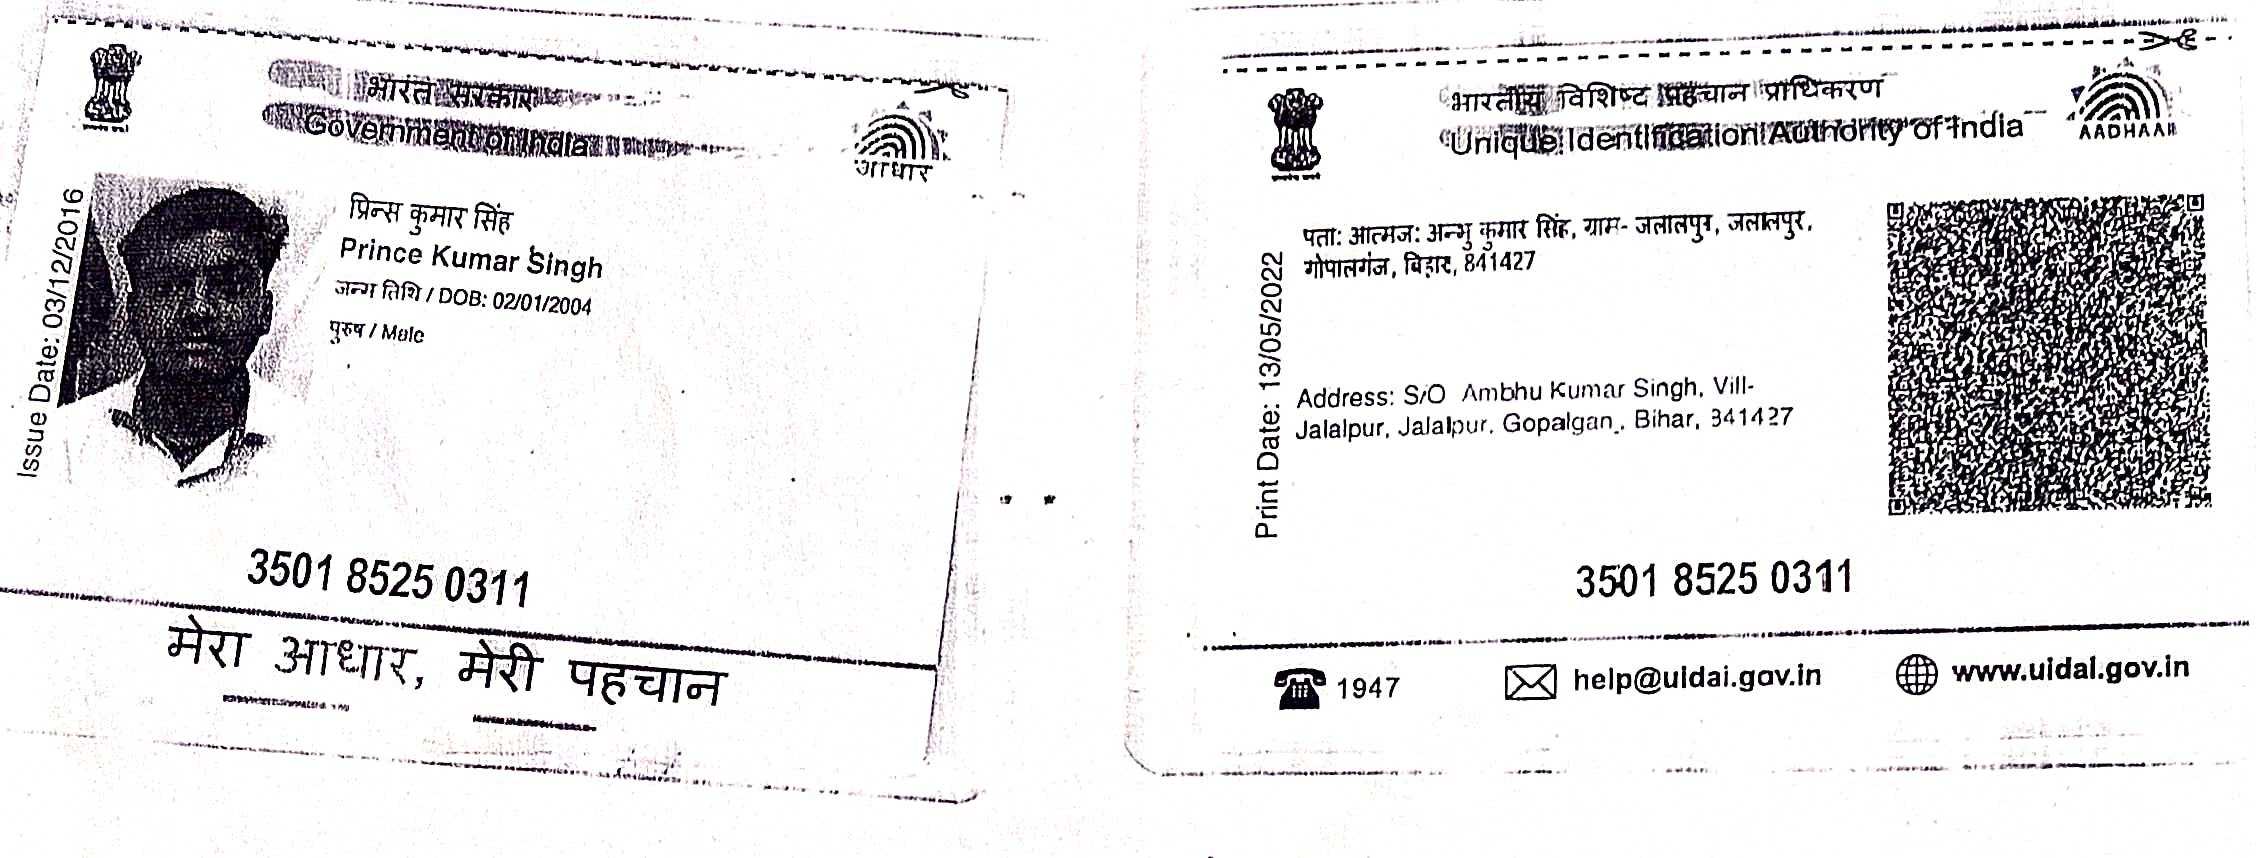 भारत सरकार
Government of India
आधार
Issue Date: 03/12/2016
प्रिन्स कुमार सिंह
Prince Kumar Singh
जन्म तिथि / DOB: 02/01/2004
पुरुष / Male
3501 8525 0311
मेरा आधार, मेरी पहचान
भारतीय विशिष्ट पहचान प्राधिकरण
Unique Identification Authority of India
AADHAAR
Print Date: 13/05/2022
पता: आत्मज: अम्भु कुमार सिंह, ग्राम- जलालपुर, जलालपुर,
गोपालगंज, बिहार, 841427
Address: S/O Ambhu Kumar Singh, Vill-
Jalalpur, Jalalpur, Gopalganj, Bihar, 841427
3501 8525 0311
1947
help@uidai.gov.in
www.uidai.gov.in